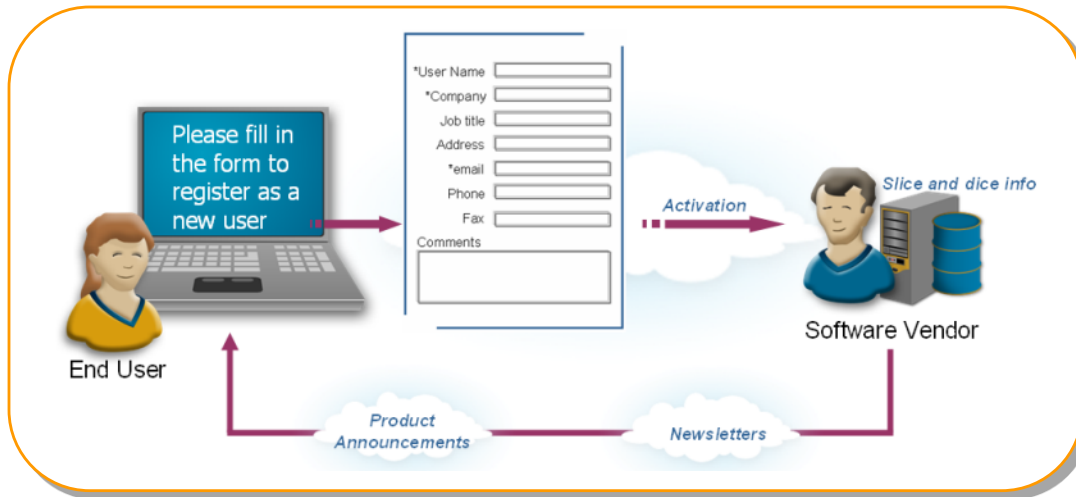 Please fill in
the form to
register as a
new user
*User Name
*Company
Job title
Address
*email
Phone
Fax
Comments
Activation
Slice and dice info
End User
Software Vendor
Product
Announcements
Newsletters